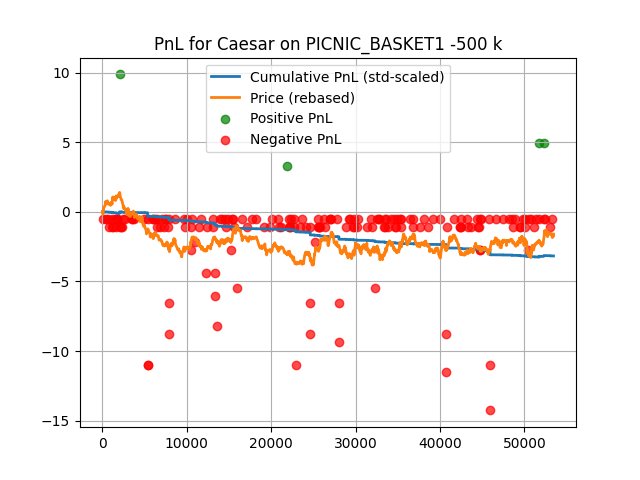 PnL for Caesar on PICNIC_BASKET1 -500 k
Cumulative PnL (std-scaled)
Price (rebased)
Positive PnL
Negative PnL
10
5
0
−5
−10
−15
0 10000 20000 30000 40000 50000